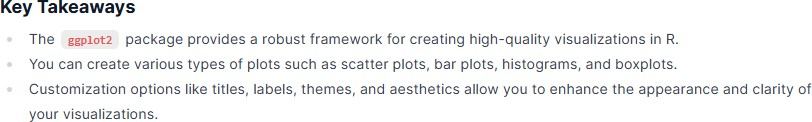 Key Takeaways
The ggplot2 package provides a robust framework for creating high-quality visualizations in R.
You can create various types of plots such as scatter plots, bar plots, histograms, and boxplots.
Customization options like titles, labels, themes, and aesthetics allow you to enhance the appearance and clarity of
your visualizations.